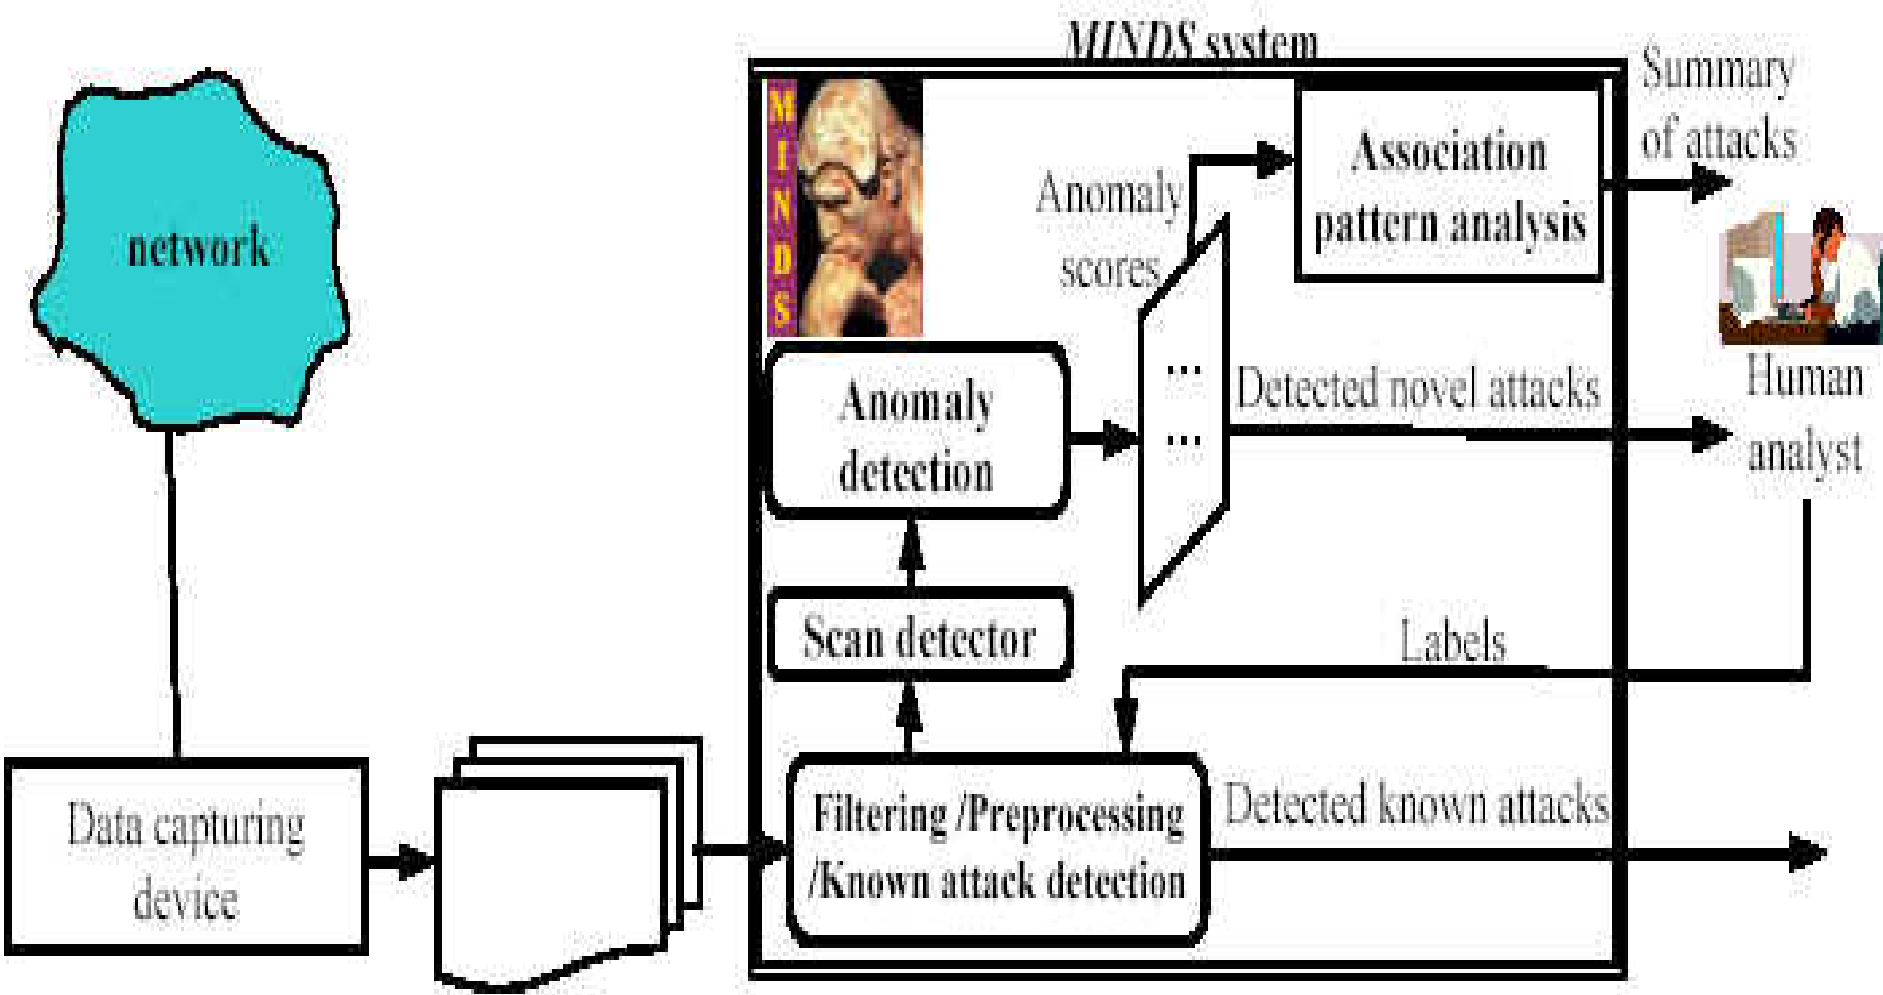 MINDS system
Summary
of attacks
MINDS
network
Anomaly
scores
Association
pattern analysis
Anomaly
detection
...
...
Detected novel attacks
Human
analyst
Scan detector
Labels
Data capturing
device
Filtering /Preprocessing
/Known attack detection
Detected known attacks